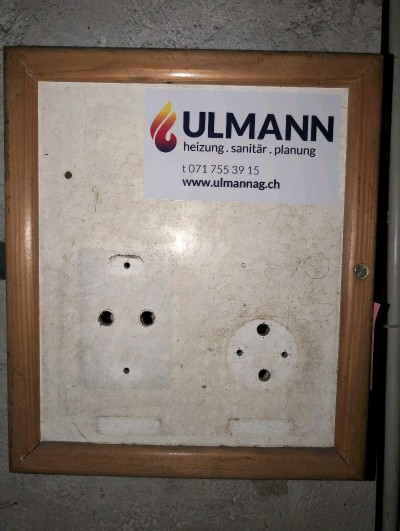 ULMANN
heizung . sanitär . planung
t 071 755 39 15
www.ulmannag.ch